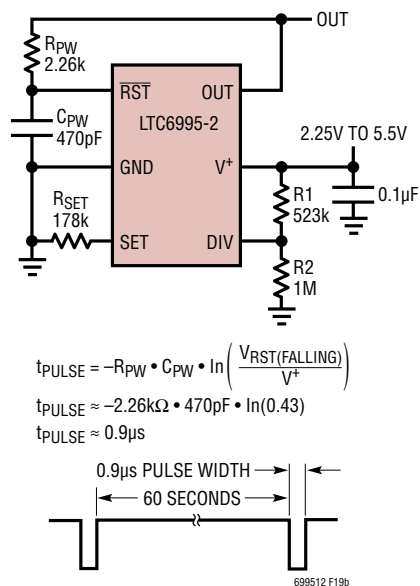 OUT
RPW
2.26k
CPW
470pF
RST
OUT
LTC6995-2
GND
V+
2.25V TO 5.5V
RSET
178k
SET
DIV
R1
523k
0.1µF
R2
1M
tPULSE = –RPW • CPW • In( VRST(FALLING) / V+ )
tPULSE ≈ –2.26kΩ • 470pF • In(0.43)
tPULSE ≈ 0.9µs
0.9µs PULSE WIDTH
60 SECONDS
699512 F19b